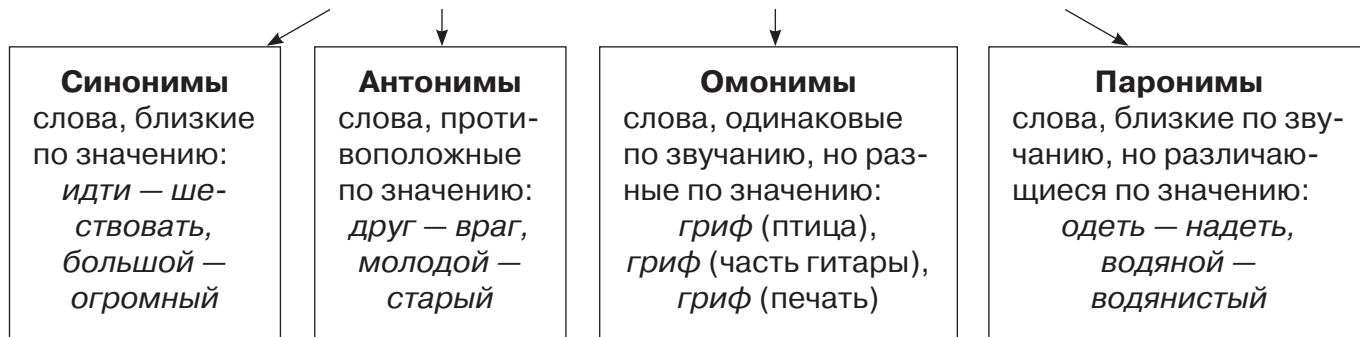 Синонимы
слова, близкие
по значению:
идти — ше-
ствовать,
большой —
огромный
Антонимы
слова, проти-
воположные
по значению:
друг — враг,
молодой —
старый
Омонимы
слова, одинаковые
по звучанию, но раз-
ные по значению:
гриф (птица),
гриф (часть гитары),
гриф (печать)
Паронимы
слова, близкие по зву-
чанию, но различаю-
щиеся по значению:
одеть — надеть,
водяной —
водянистый